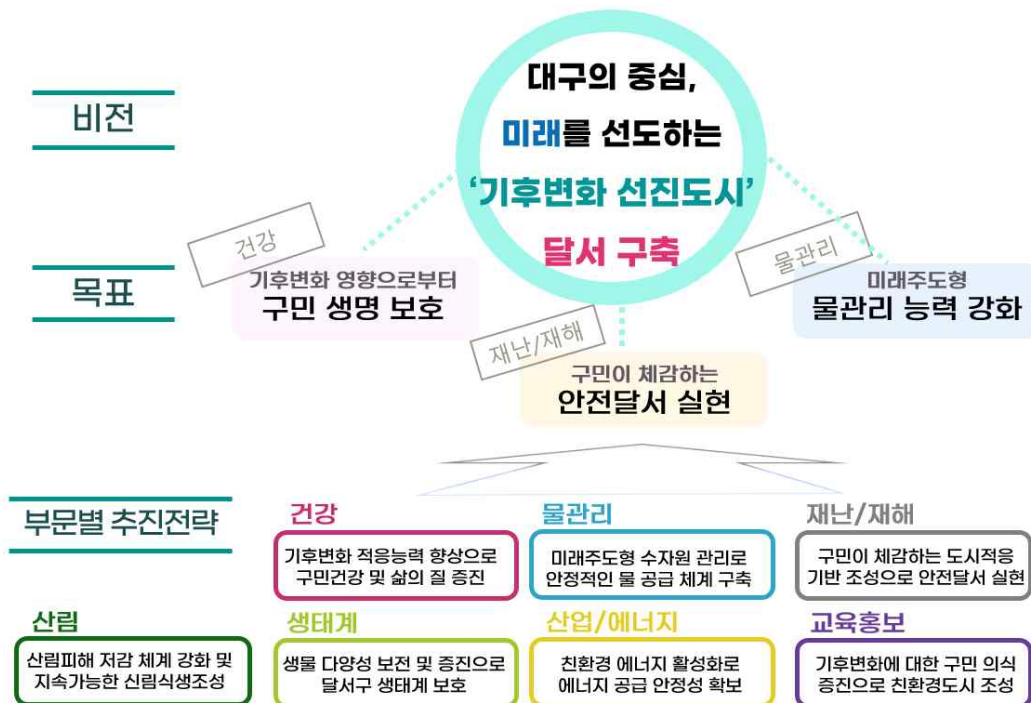 비전
대구의 중심,
미래를 선도하는
‘기후변화 선진도시’
달서 구축
목표
건강
기후변화 영향으로부터
구민 생명 보호
재난/재해
구민이 체감하는
안전달서 실현
물관리
미래주도형
물관리 능력 강화
부문별 추진전략
건강
기후변화 적응능력 향상으로
구민건강 및 삶의 질 증진
물관리
미래주도형 수자원 관리로
안정적인 물 공급 체계 구축
재난/재해
구민이 체감하는 도시적응
기반 조성으로 안전달서 실현
산림
산림피해 저감 체계 강화 및
지속가능한 신림식생조성
생태계
생물 다양성 보전 및 증진으로
달서구 생태계 보호
산업/에너지
친환경 에너지 활성화로
에너지 공급 안정성 확보
교육홍보
기후변화에 대한 구민 의식
증진으로 친환경도시 조성